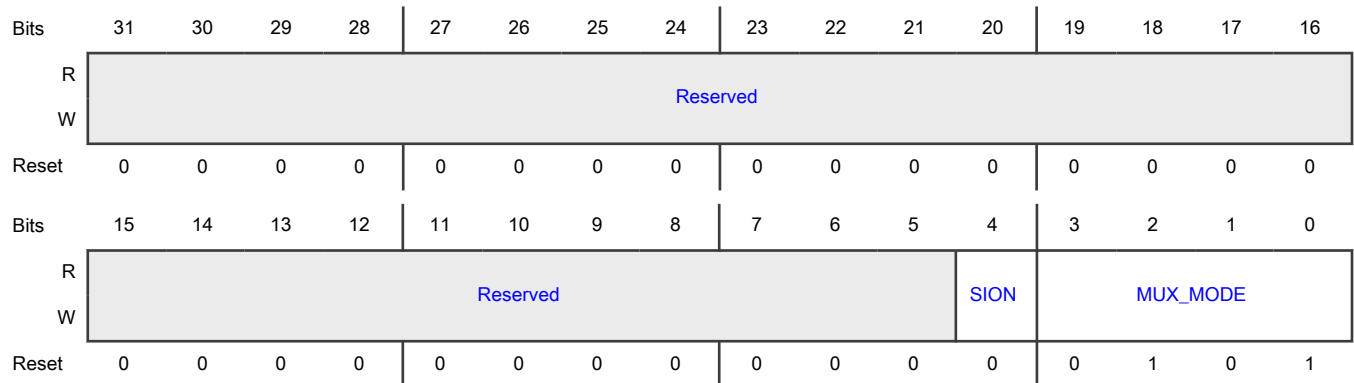 Bits 31 30 29 28 27 26 25 24 23 22 21 20 19 18 17 16
R
Reserved
W
Reset 0 0 0 0 0 0 0 0 0 0 0 0 0 0 0 0
Bits 15 14 13 12 11 10 9 8 7 6 5 4 3 2 1 0
R
Reserved SION MUX_MODE
W
Reset 0 0 0 0 0 0 0 0 0 0 0 0 0 1 0 1